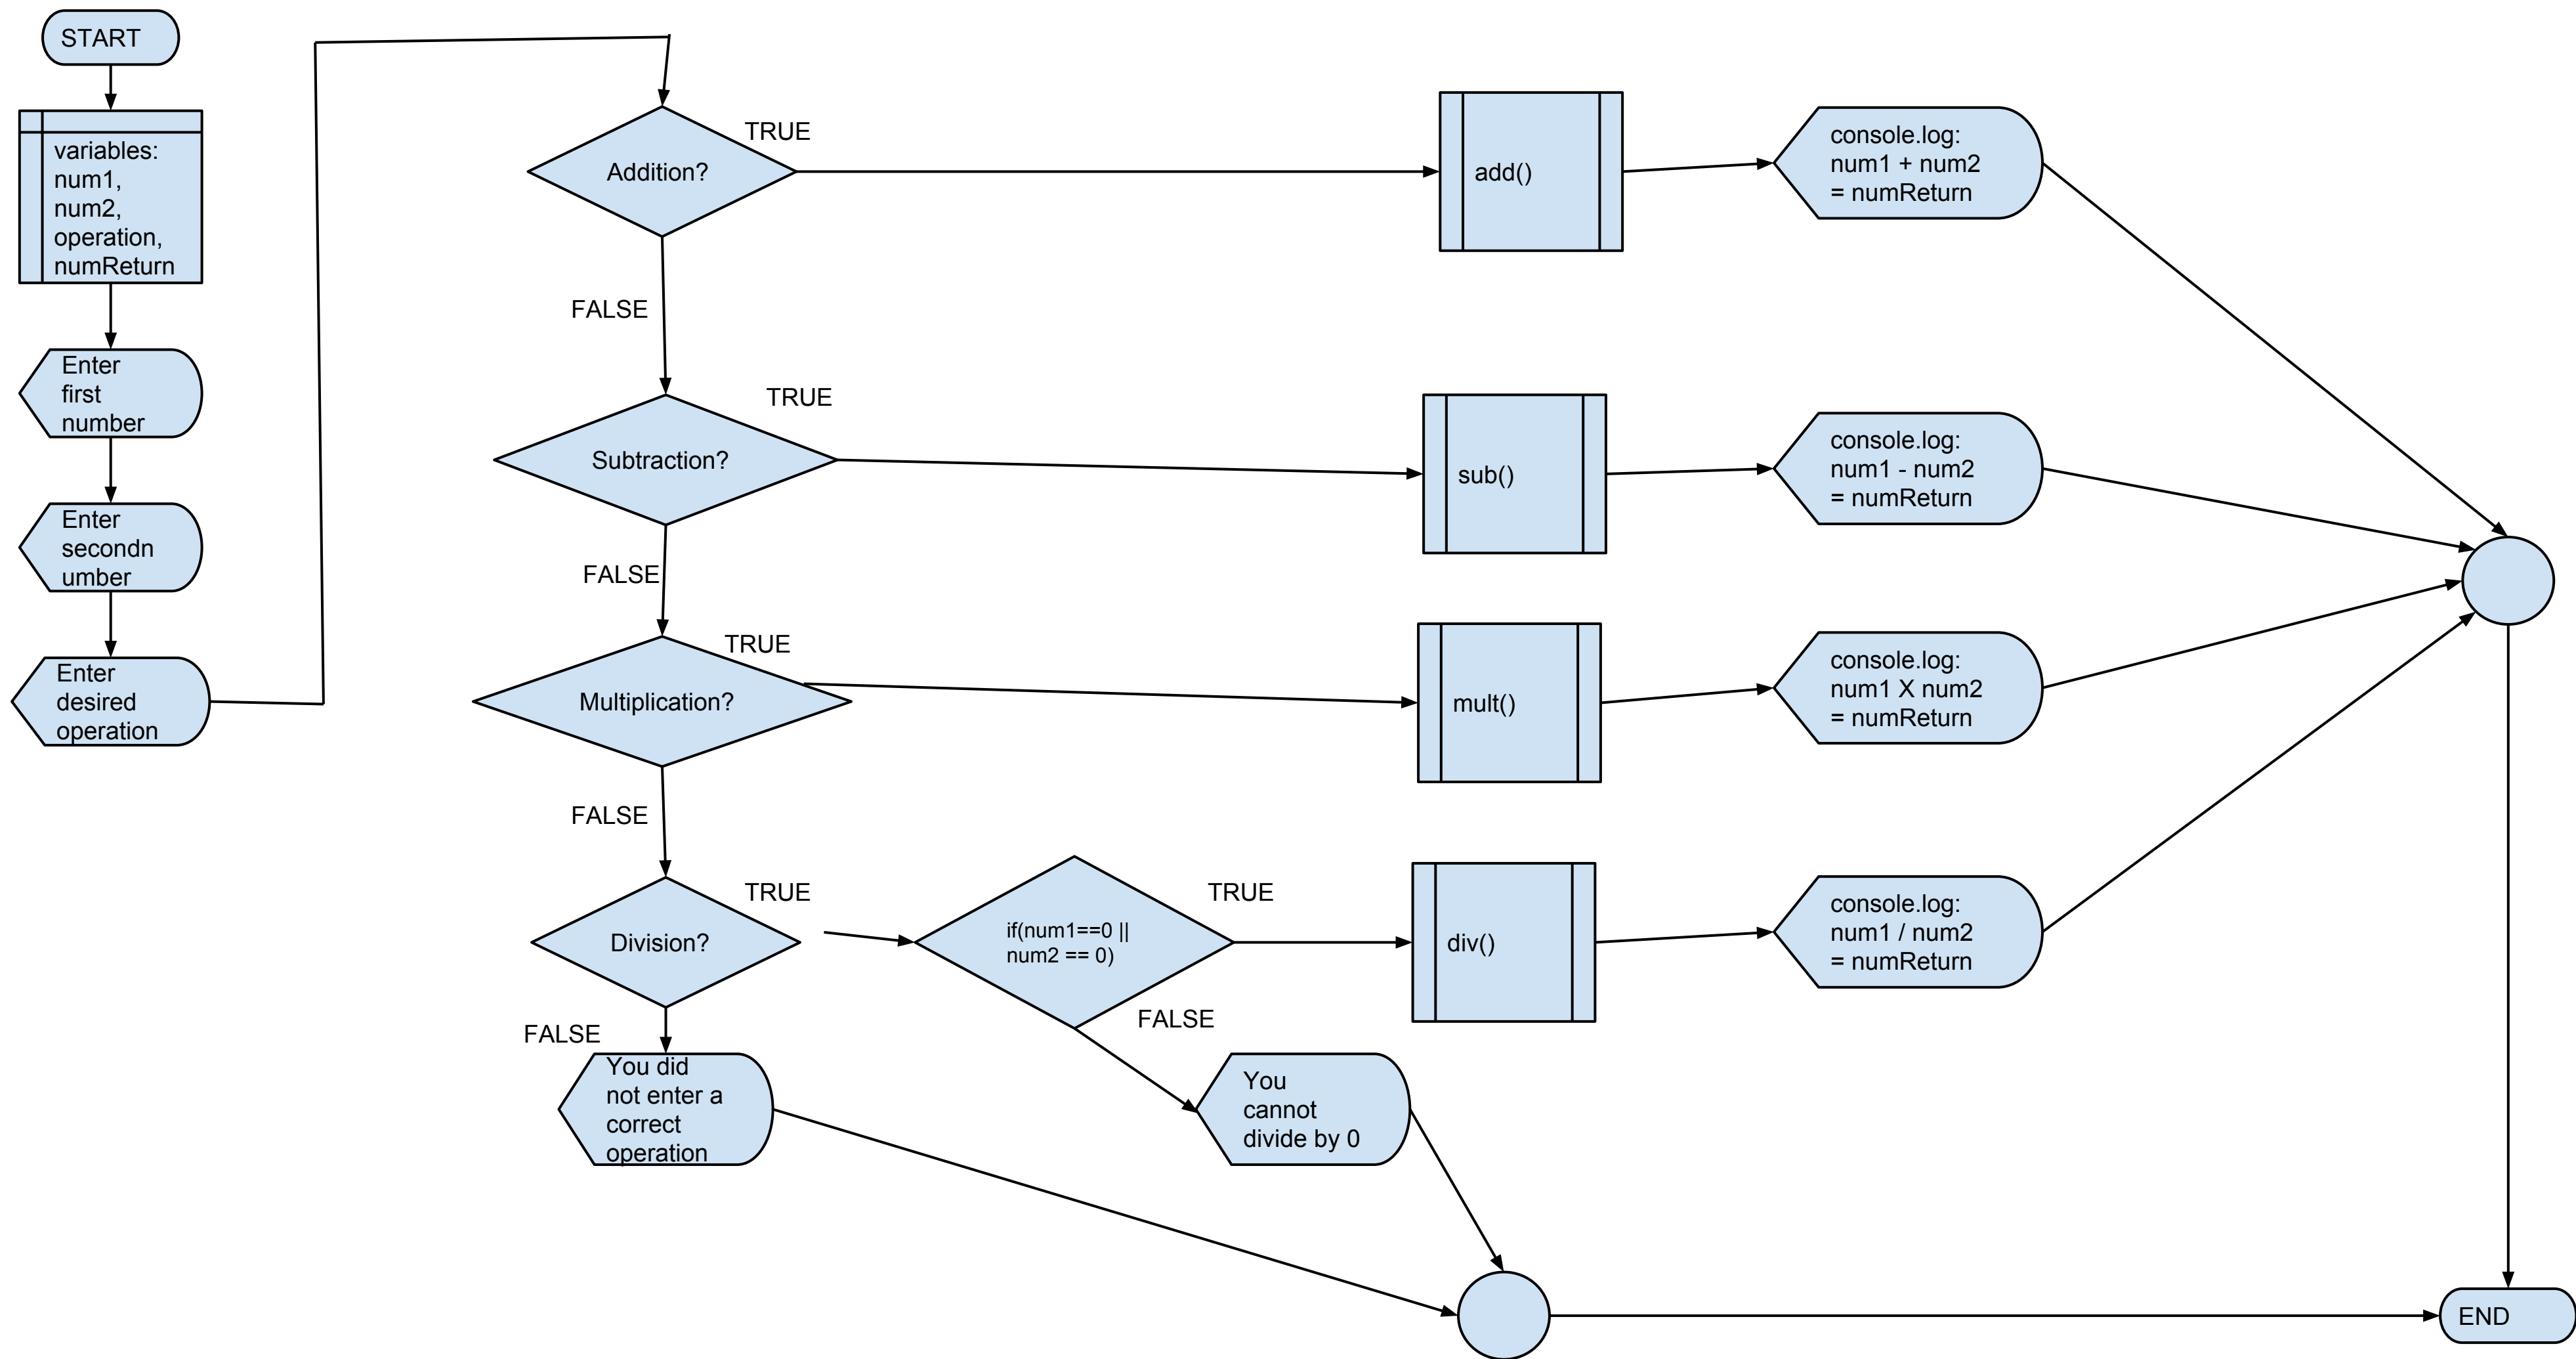 START
variables:
num1,
num2,
operation,
numReturn
Enter
first
number
Enter
secondn
umber
Enter
desired
operation
Addition?
TRUE
add()
console.log:
num1 + num2
= numReturn
FALSE
Subtraction?
TRUE
sub()
console.log:
num1 - num2
= numReturn
FALSE
Multiplication?
TRUE
mult()
console.log:
num1 X num2
= numReturn
FALSE
Division?
TRUE
if(num1==0 ||
num2 == 0)
TRUE
div()
console.log:
num1 / num2
= numReturn
FALSE
You did
not enter a
correct
operation
FALSE
You
cannot
divide by 0
END